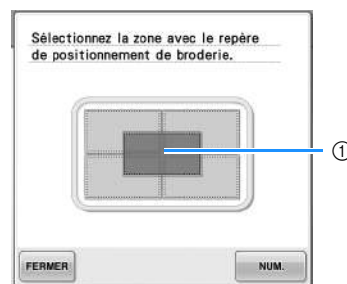 Sélectionnez la zone avec le repère
de positionnement de broderie.
①
FERMER
NUM.